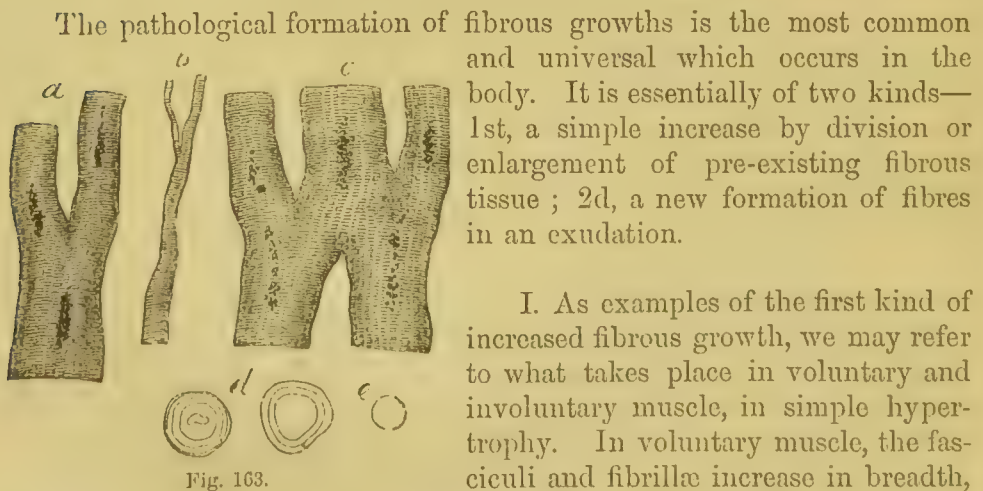 The pathological formation of fibrous growths is the most common
and universal which occurs in the
body. It is essentially of two kinds—
1st, a simple increase by division or
enlargement of pre-existing fibrous
tissue ; 2d, a new formation of fibres
in an exudation.
I. As examples of the first kind of
increased fibrous growth, we may refer
to what takes place in voluntary and
involuntary muscle, in simple hyper-
trophy. In voluntary muscle, the fas-
ciculi and fibrillæ increase in breadth,
a
b
c
d
e
Fig. 163.